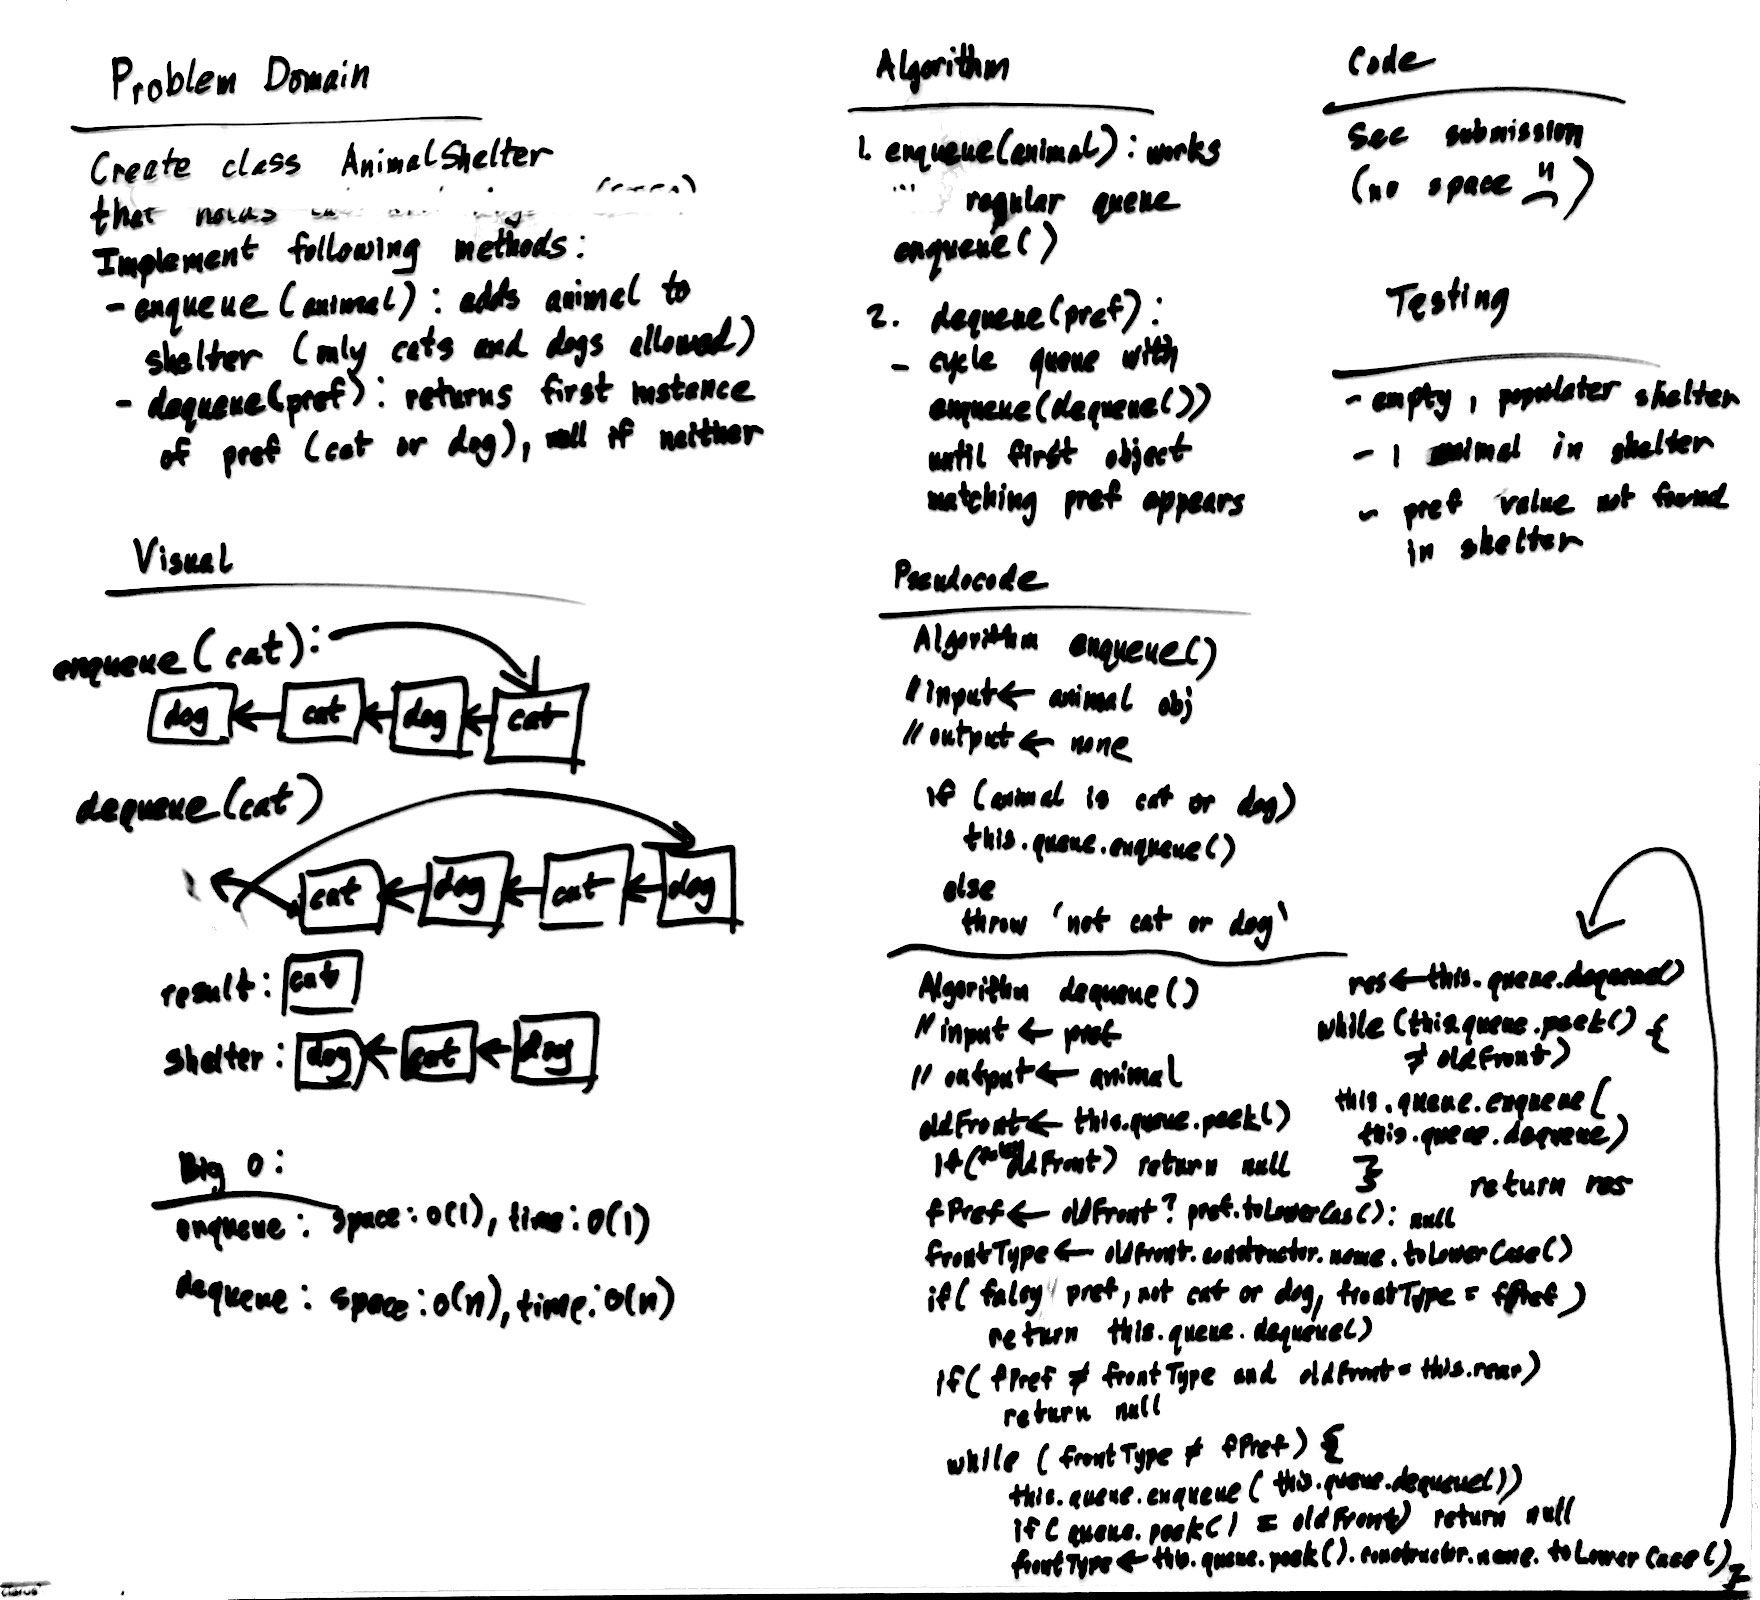 Problem Domain
Create class AnimalShelter
that holds
Implement following methods:
- enqueue (animal) : adds animal to
shelter (only cats and dogs allowed)
- dequeue(pref) : returns first instance
of pref (cat or dog), null if neither
Visual
enqueue(cat):
dog ← cat ← dog ← cat
dequeue(cat)
cat ← dog ← cat ← dog
result: cat
shelter: dog ← cat ← dog
Big O:
enqueue: space: O(1), time: O(1)
dequeue: space: O(n), time: O(n)
Algorithm
1. enqueue(animal) : works
regular queue
enqueue()
2. dequeue(pref) :
- cycle queue with
enqueue(dequeue())
until first object
matching pref appears
Pseudocode
Algorithm enqueue()
// input ← animal obj
// output ← none
if (animal is cat or dog)
this.queue.enqueue()
else
throw 'not cat or dog'
Algorithm dequeue()
// input ← pref
// output ← animal
oldFront ← this.queue.peek()
if( oldFront) return null
fPref ← oldFront? pref.toLowerCas(): null
frontType ← oldFront.constructor.name.toLowerCase()
if( falsy pref, not cat or dog, frontType = fPref )
return this.queue.dequeue()
if( fPref ≠ frontType and oldFront = this.rear)
return null
while ( frontType ≠ fPref) {
this.queue.enqueue( this.queue.dequeue())
if( queue.peek() = oldFront) return null
frontType ← this.queue.peek().constructor.name.toLowerCase() }
res ← this.queue.dequeue()
while (this.queue.peek() {
≠ oldFront)
this.queue.enqueue(
this.queue.dequeue)
}
return res
Code
See submission
(no space )
Testing
- empty, populater shelter
- 1 animal in shelter
- pref value not found
in shelter